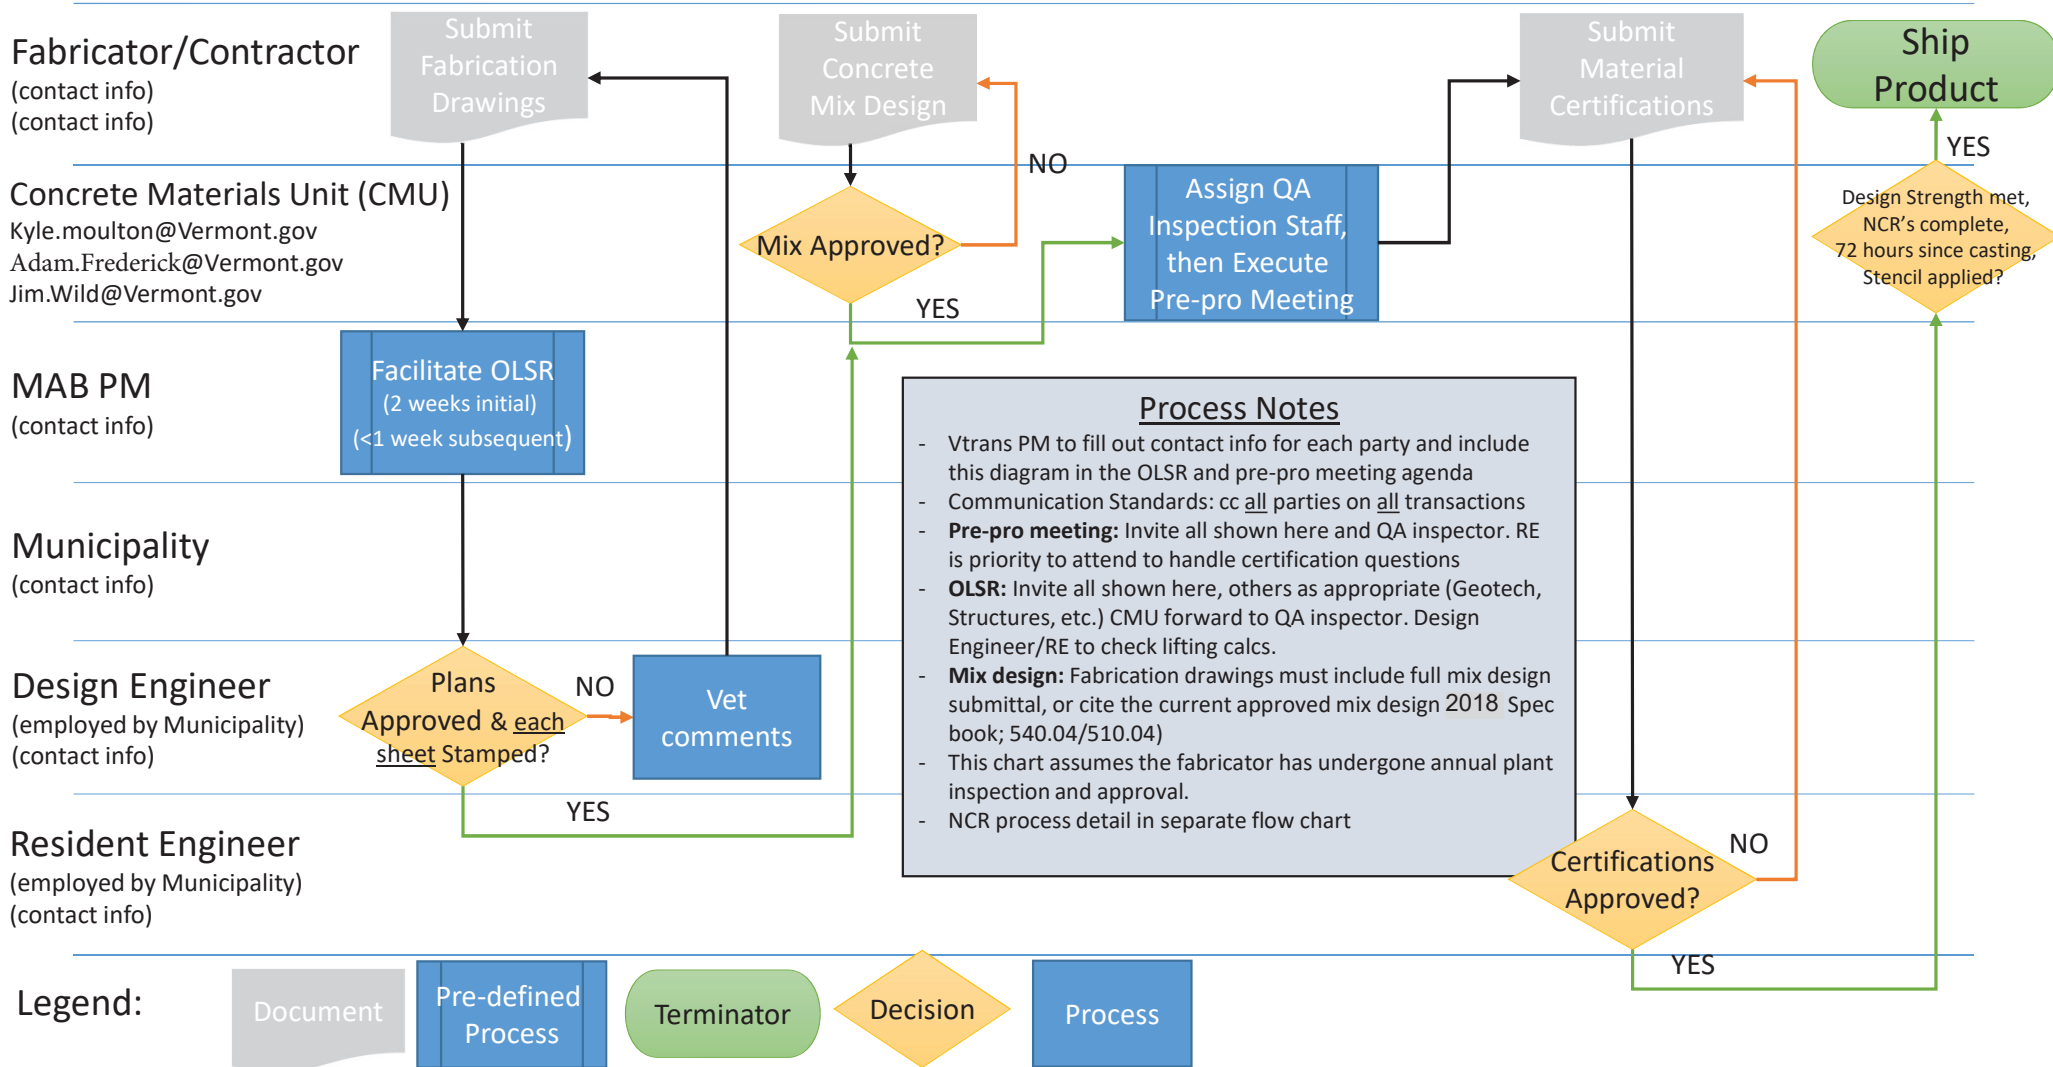 Submit
Fabrication
Drawings
Submit
Concrete
Mix Design
Submit
Material
Certifications
Ship
Product
Fabricator/Contractor
(contact info)
(contact info)
NO
YES
Concrete Materials Unit (CMU)
Kyle.moulton@Vermont.gov
Adam.Frederick@Vermont.gov
Jim.Wild@Vermont.gov
Mix Approved?
YES
Assign QA
Inspection Staff,
then Execute
Pre-pro Meeting
Design Strength met,
NCR's complete,
72 hours since casting,
Stencil applied?
MAB PM
(contact info)
Facilitate OLSR
(2 weeks initial)
(<1 week subsequent)
Process Notes
- Vtrans PM to fill out contact info for each party and include
this diagram in the OLSR and pre-pro meeting agenda
- Communication Standards: cc all parties on all transactions
- Pre-pro meeting: Invite all shown here and QA inspector. RE
is priority to attend to handle certification questions
- OLSR: Invite all shown here, others as appropriate (Geotech,
Structures, etc.) CMU forward to QA inspector. Design
Engineer/RE to check lifting calcs.
- Mix design: Fabrication drawings must include full mix design
submittal, or cite the current approved mix design 2018 Spec
book; 540.04/510.04)
- This chart assumes the fabricator has undergone annual plant
inspection and approval.
- NCR process detail in separate flow chart
Municipality
(contact info)
Design Engineer
(employed by Municipality)
(contact info)
Plans
Approved & each
sheet Stamped?
NO
Vet
comments
YES
Resident Engineer
(employed by Municipality)
(contact info)
Certifications
Approved?
NO
YES
Legend:
Document
Pre-defined
Process
Terminator
Decision
Process